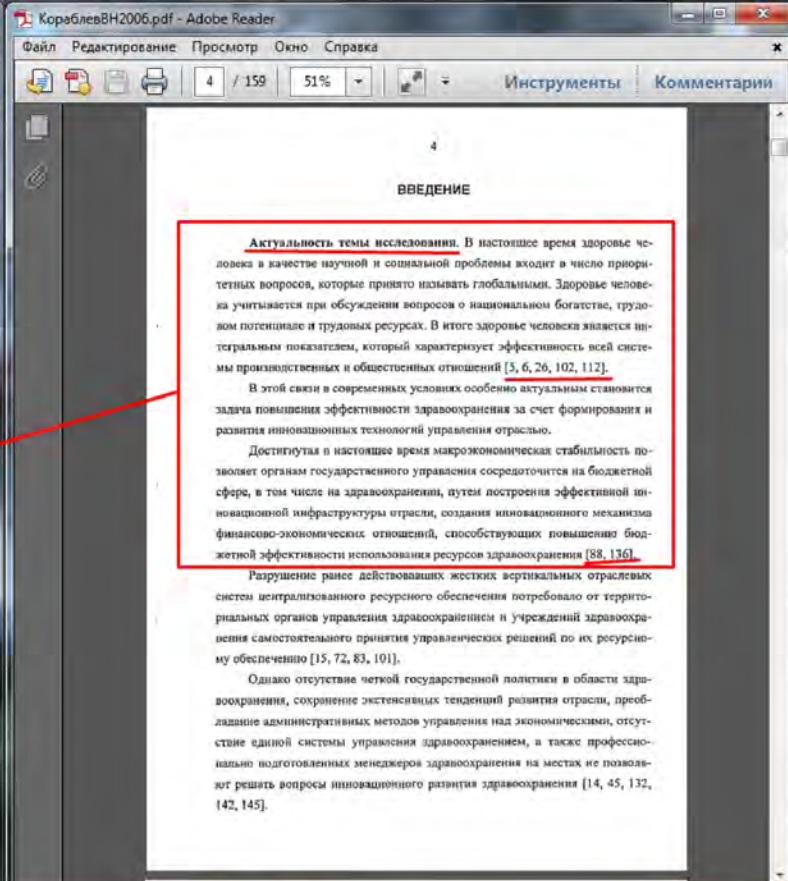 КораблевВН2006.pdf - Adobe Reader
Файл Редактирование Просмотр Окно Справка
4 / 159 51% Инструменты Комментарии
4
ВВЕДЕНИЕ
Актуальность темы исследования. В настоящее время здоровье че-
ловека в качестве научной и социальной проблемы входит в число приори-
тетных вопросов, которые принято называть глобальными. Здоровье челове-
ка учитывается при обсуждении вопросов о национальном богатстве, трудо-
вом потенциале и трудовых ресурсах. В итоге здоровье человека является ин-
тегральным показателем, который характеризует эффективность всей систе-
мы производственных и общественных отношений [5, 6, 26, 102, 112].
В этой связи в современных условиях особенно актуальным становится
задача повышения эффективности здравоохранения за счет формирования и
развития инновационных технологий управления отраслью.
Достигнутая в настоящее время макроэкономическая стабильность по-
зволяет органам государственного управления сосредоточится на бюджетной
сфере, в том числе на здравоохранении, путем построения эффективной ин-
новационной инфраструктуры отрасли, создания инновационного механизма
финансово-экономических отношений, способствующих повышению бюд-
жетной эффективности использования ресурсов здравоохранения [88, 136].
Разрушение ранее действовавших жестких вертикальных отраслевых
систем централизованного ресурсного обеспечения потребовало от террито-
риальных органов управления здравоохранением и учреждений здравоохра-
нения самостоятельного принятия управленческих решений по их ресурсно-
му обеспечению [15, 72, 83, 101].
Однако отсутствие четкой государственной политики в области здра-
воохранения, сохранение экстенсивных тенденций развития отрасли, преоб-
ладание административных методов управления над экономическими, отсут-
ствие единой системы управления здравоохранением, а также профессио-
нально подготовленных менеджеров здравоохранения на местах не позволя-
ют решать вопросы инновационного развития здравоохранения [14, 45, 132,
142, 145].